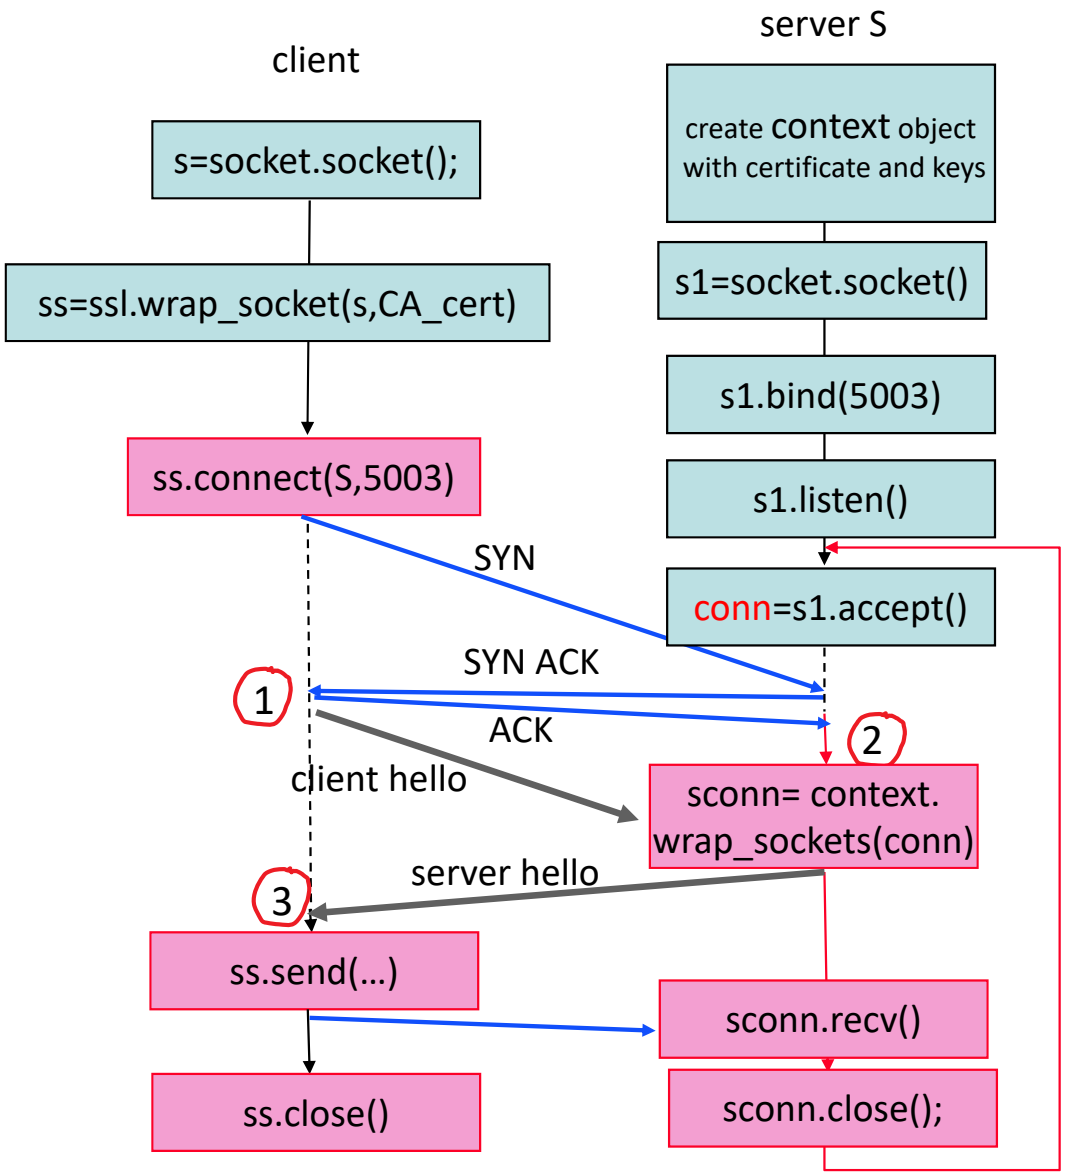 server S
client
create context object
with certificate and keys
s=socket.socket();
s1=socket.socket()
ss=ssl.wrap_socket(s,CA_cert)
s1.bind(5003)
ss.connect(S,5003)
s1.listen()
SYN
conn=s1.accept()
SYN ACK
1
ACK
2
client hello
sconn= context.
wrap_sockets(conn)
server hello
3
ss.send(...)
sconn.recv()
ss.close()
sconn.close();